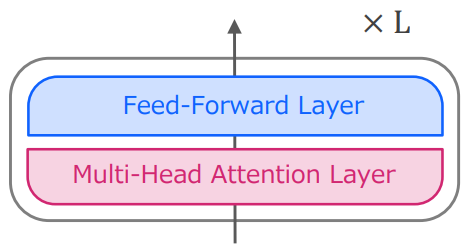 × L
Feed-Forward Layer
Multi-Head Attention Layer